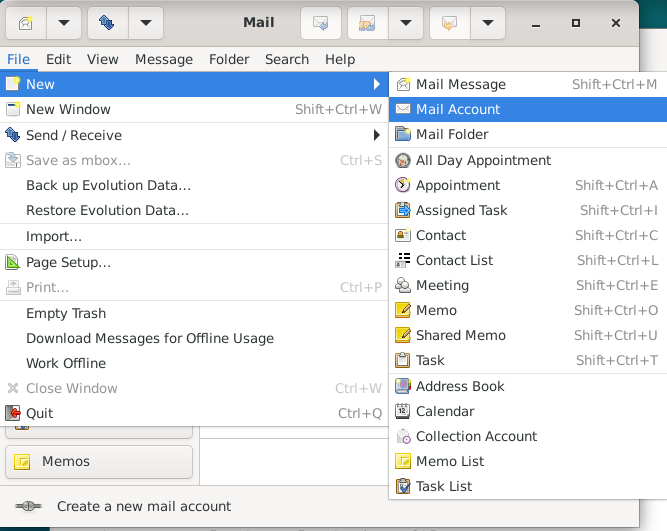 Mail
File Edit View Message Folder Search Help
New
New Window Shift+Ctrl+W
Send / Receive
Save as mbox... Ctrl+S
Back up Evolution Data...
Restore Evolution Data...
Import...
Page Setup...
Print... Ctrl+P
Empty Trash
Download Messages for Offline Usage
Work Offline
Close Window Ctrl+W
Quit Ctrl+Q
Mail Message Shift+Ctrl+M
Mail Account
Mail Folder
All Day Appointment
Appointment Shift+Ctrl+A
Assigned Task Shift+Ctrl+I
Contact Shift+Ctrl+C
Contact List Shift+Ctrl+L
Meeting Shift+Ctrl+E
Memo Shift+Ctrl+O
Shared Memo Shift+Ctrl+U
Task Shift+Ctrl+T
Address Book
Calendar
Collection Account
Memo List
Task List
Memos
Create a new mail account